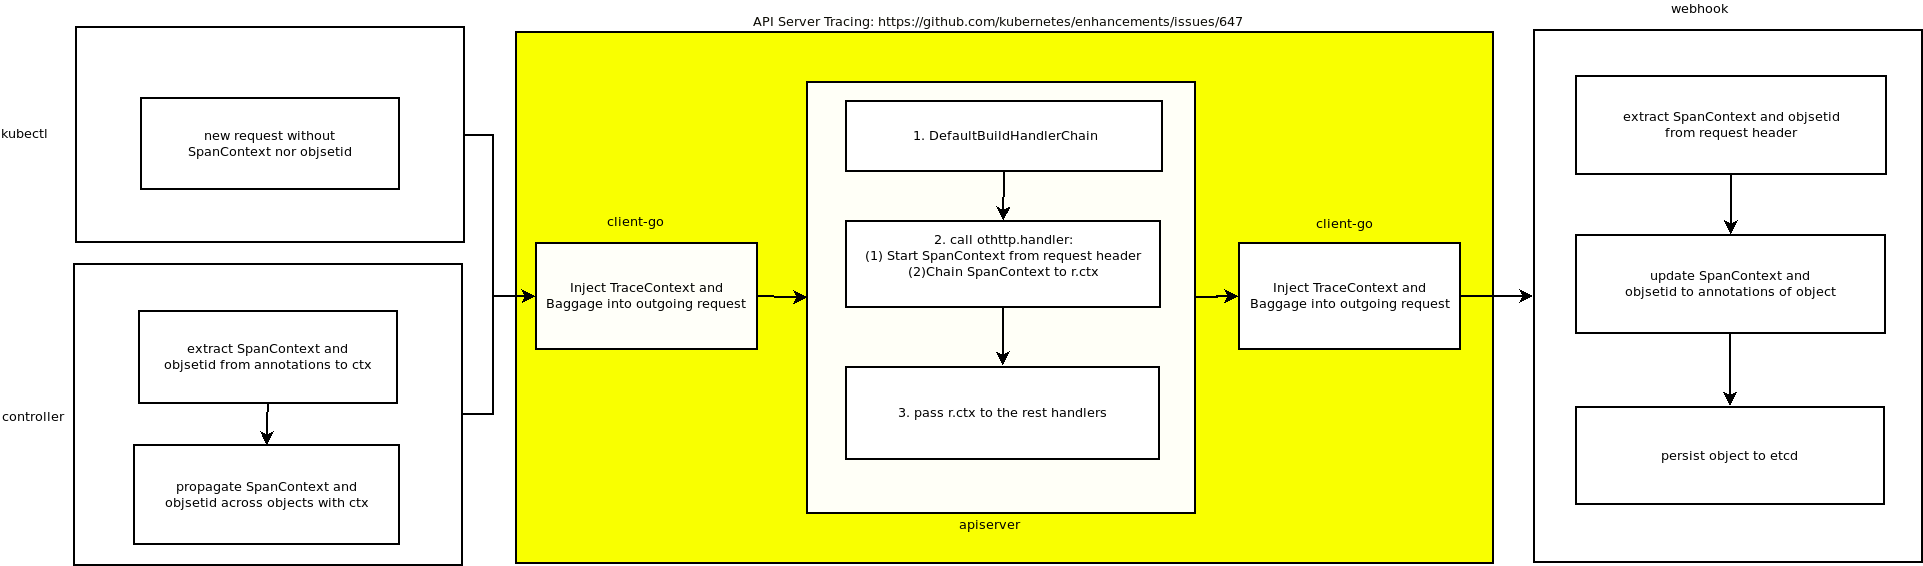 API Server Tracing: https://github.com/kubernetes/enhancements/issues/647
kubectl
new request without
SpanContext nor objsetid
controller
extract SpanContext and
objsetid from annotations to ctx
propagate SpanContext and
objsetid across objects with ctx
client-go
Inject TraceContext and
Baggage into outgoing request
1. DefaultBuildHandlerChain
2. call othttp.handler:
(1) Start SpanContext from request header
(2)Chain SpanContext to r.ctx
3. pass r.ctx to the rest handlers
apiserver
client-go
Inject TraceContext and
Baggage into outgoing request
webhook
extract SpanContext and objsetid
from request header
update SpanContext and
objsetid to annotations of object
persist object to etcd